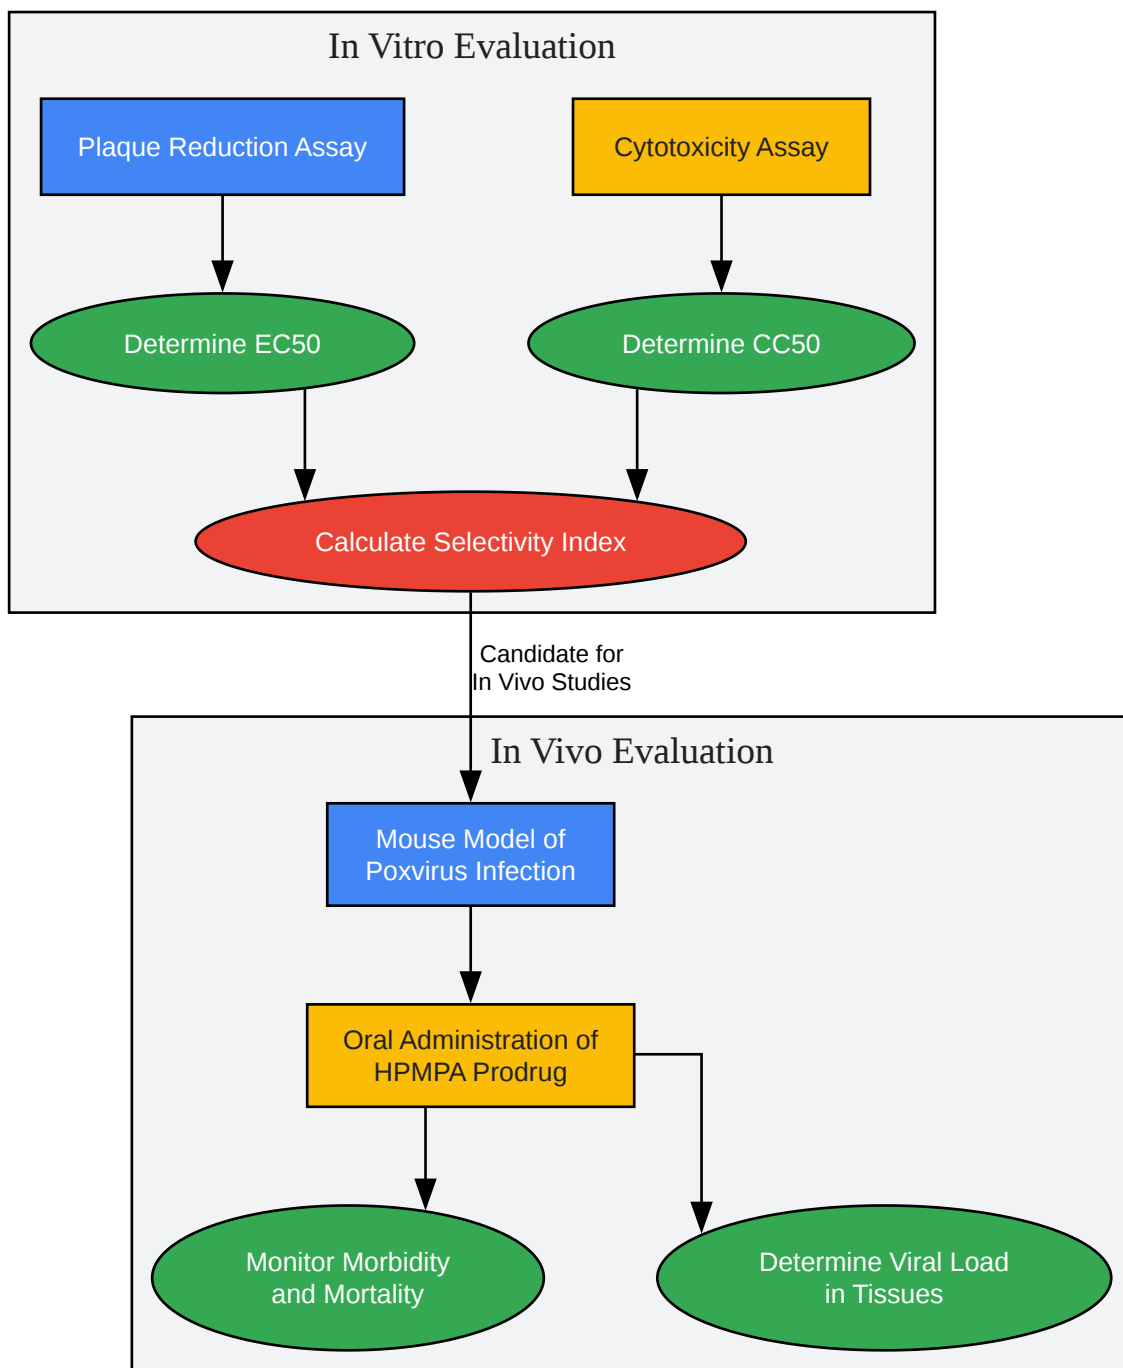 In Vitro Evaluation
Plaque Reduction Assay
Cytotoxicity Assay
Determine EC50
Determine CC50
Calculate Selectivity Index
Candidate for
In Vivo Studies
In Vivo Evaluation
Mouse Model of
Poxvirus Infection
Oral Administration of
HPMPA Prodrug
Monitor Morbidity
and Mortality
Determine Viral Load
in Tissues